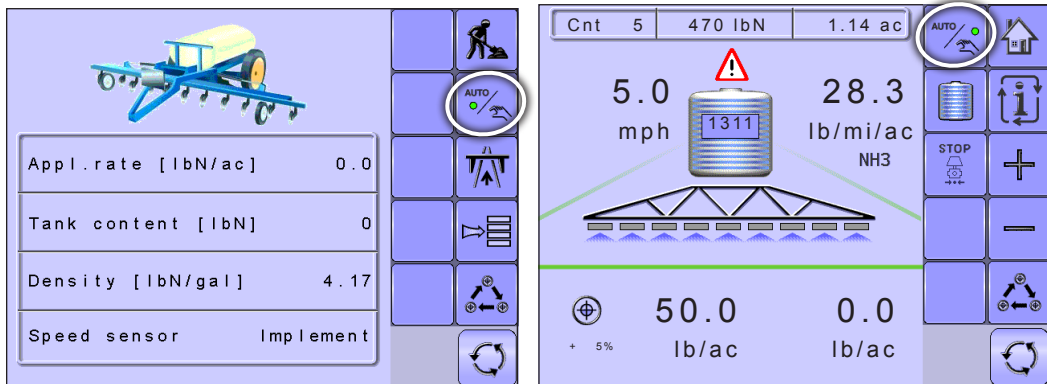 AUTO
Appl.rate [lbN/ac] 0.0
Tank content [lbN] 0
Density [lbN/gal] 4.17
Speed sensor Implement
Cnt 5 470 lbN 1.14 ac
AUTO
5.0 28.3
mph 1311 lb/mi/ac
NH3
STOP
50.0 0.0
+ 5% lb/ac lb/ac